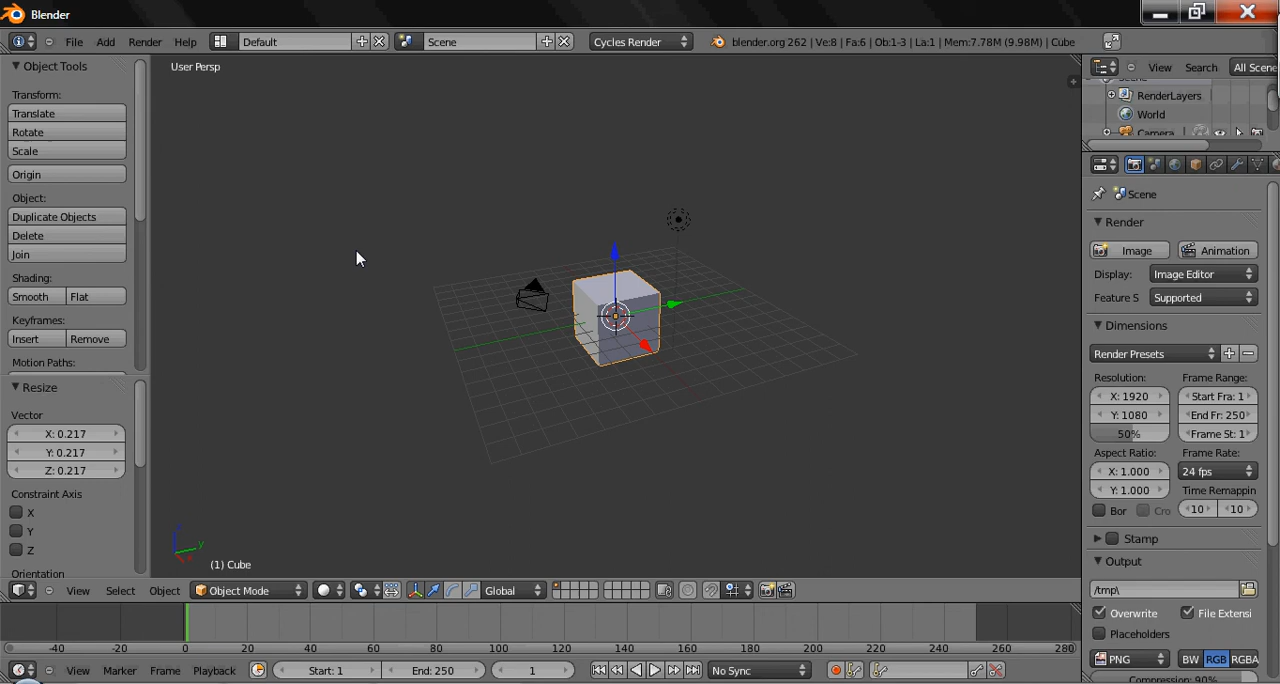 Blender
File Add Render Help Default Scene Cycles Render blender.org 262 | Ve:8 | Fa:6 | Ob:1-3 | La:1 | Mem:7.78M (9.98M) | Cube
Object Tools
Transform:
Translate
Rotate
Scale
Origin
Object:
Duplicate Objects
Delete
Join
Shading:
Smooth Flat
Keyframes:
Insert Remove
Motion Paths:
Resize
Vector
X: 0.217
Y: 0.217
Z: 0.217
Constraint Axis
X
Y
Z
Orientation
User Persp
y
(1) Cube
View Select Object Object Mode Global
View Search All Scene
RenderLayers
World
Camera
Scene
Render
Image Animation
Display: Image Editor
Feature S Supported
Dimensions
Render Presets
Resolution: Frame Range:
X: 1920 Start Fra: 1
Y: 1080 End Fr: 250
50% Frame St: 1
Aspect Ratio: Frame Rate:
X: 1.000 24 fps
Y: 1.000 Time Remappin
Bor Cro 10 10
Stamp
Output
/tmp\
Overwrite File Extensi
Placeholders
PNG BW RGB RGBA
Compression: 90%
-40 -20 0 20 40 60 80 100 120 140 160 180 200 220 240 260 280
View Marker Frame Playback Start: 1 End: 250 1 No Sync